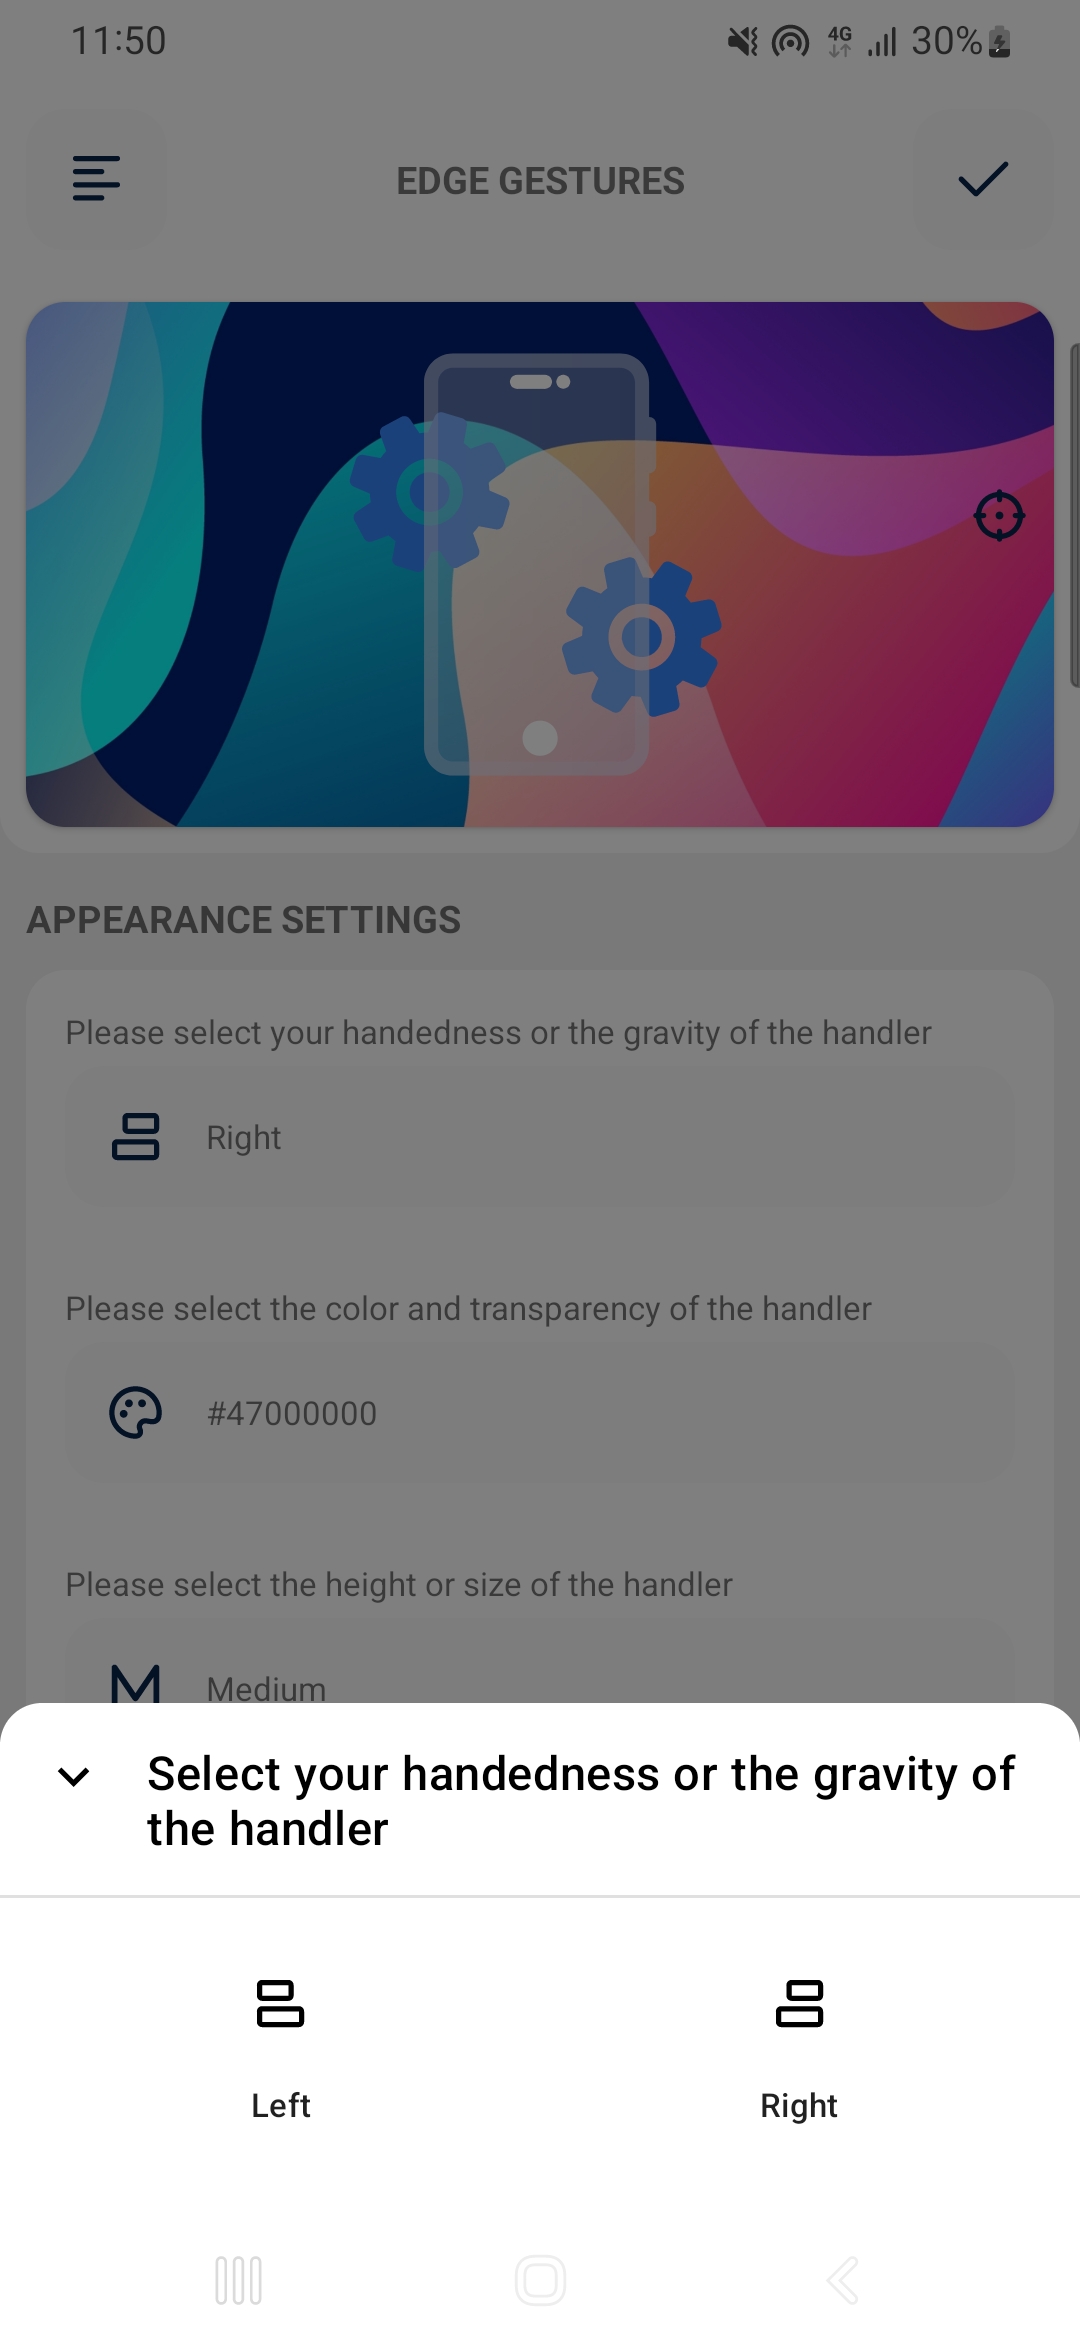 11:50
4G
30%
EDGE GESTURES
APPEARANCE SETTINGS
Please select your handedness or the gravity of the handler
Right
Please select the color and transparency of the handler
#47000000
Please select the height or size of the handler
M Medium
Select your handedness or the gravity of
the handler
Left
Right